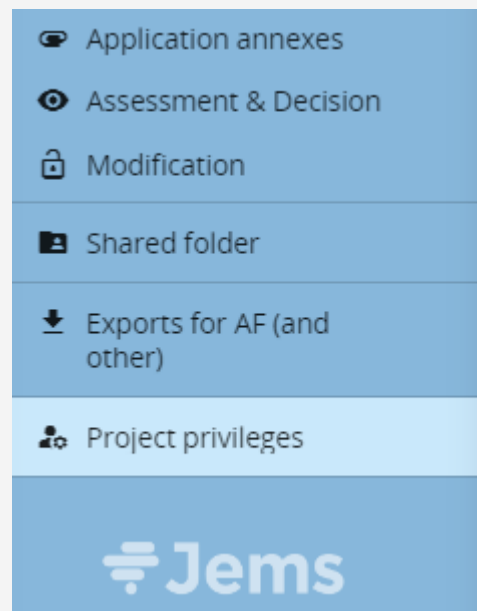 Application annexes
Assessment & Decision
Modification
Shared folder
Exports for AF (and
other)
Project privileges
Jems